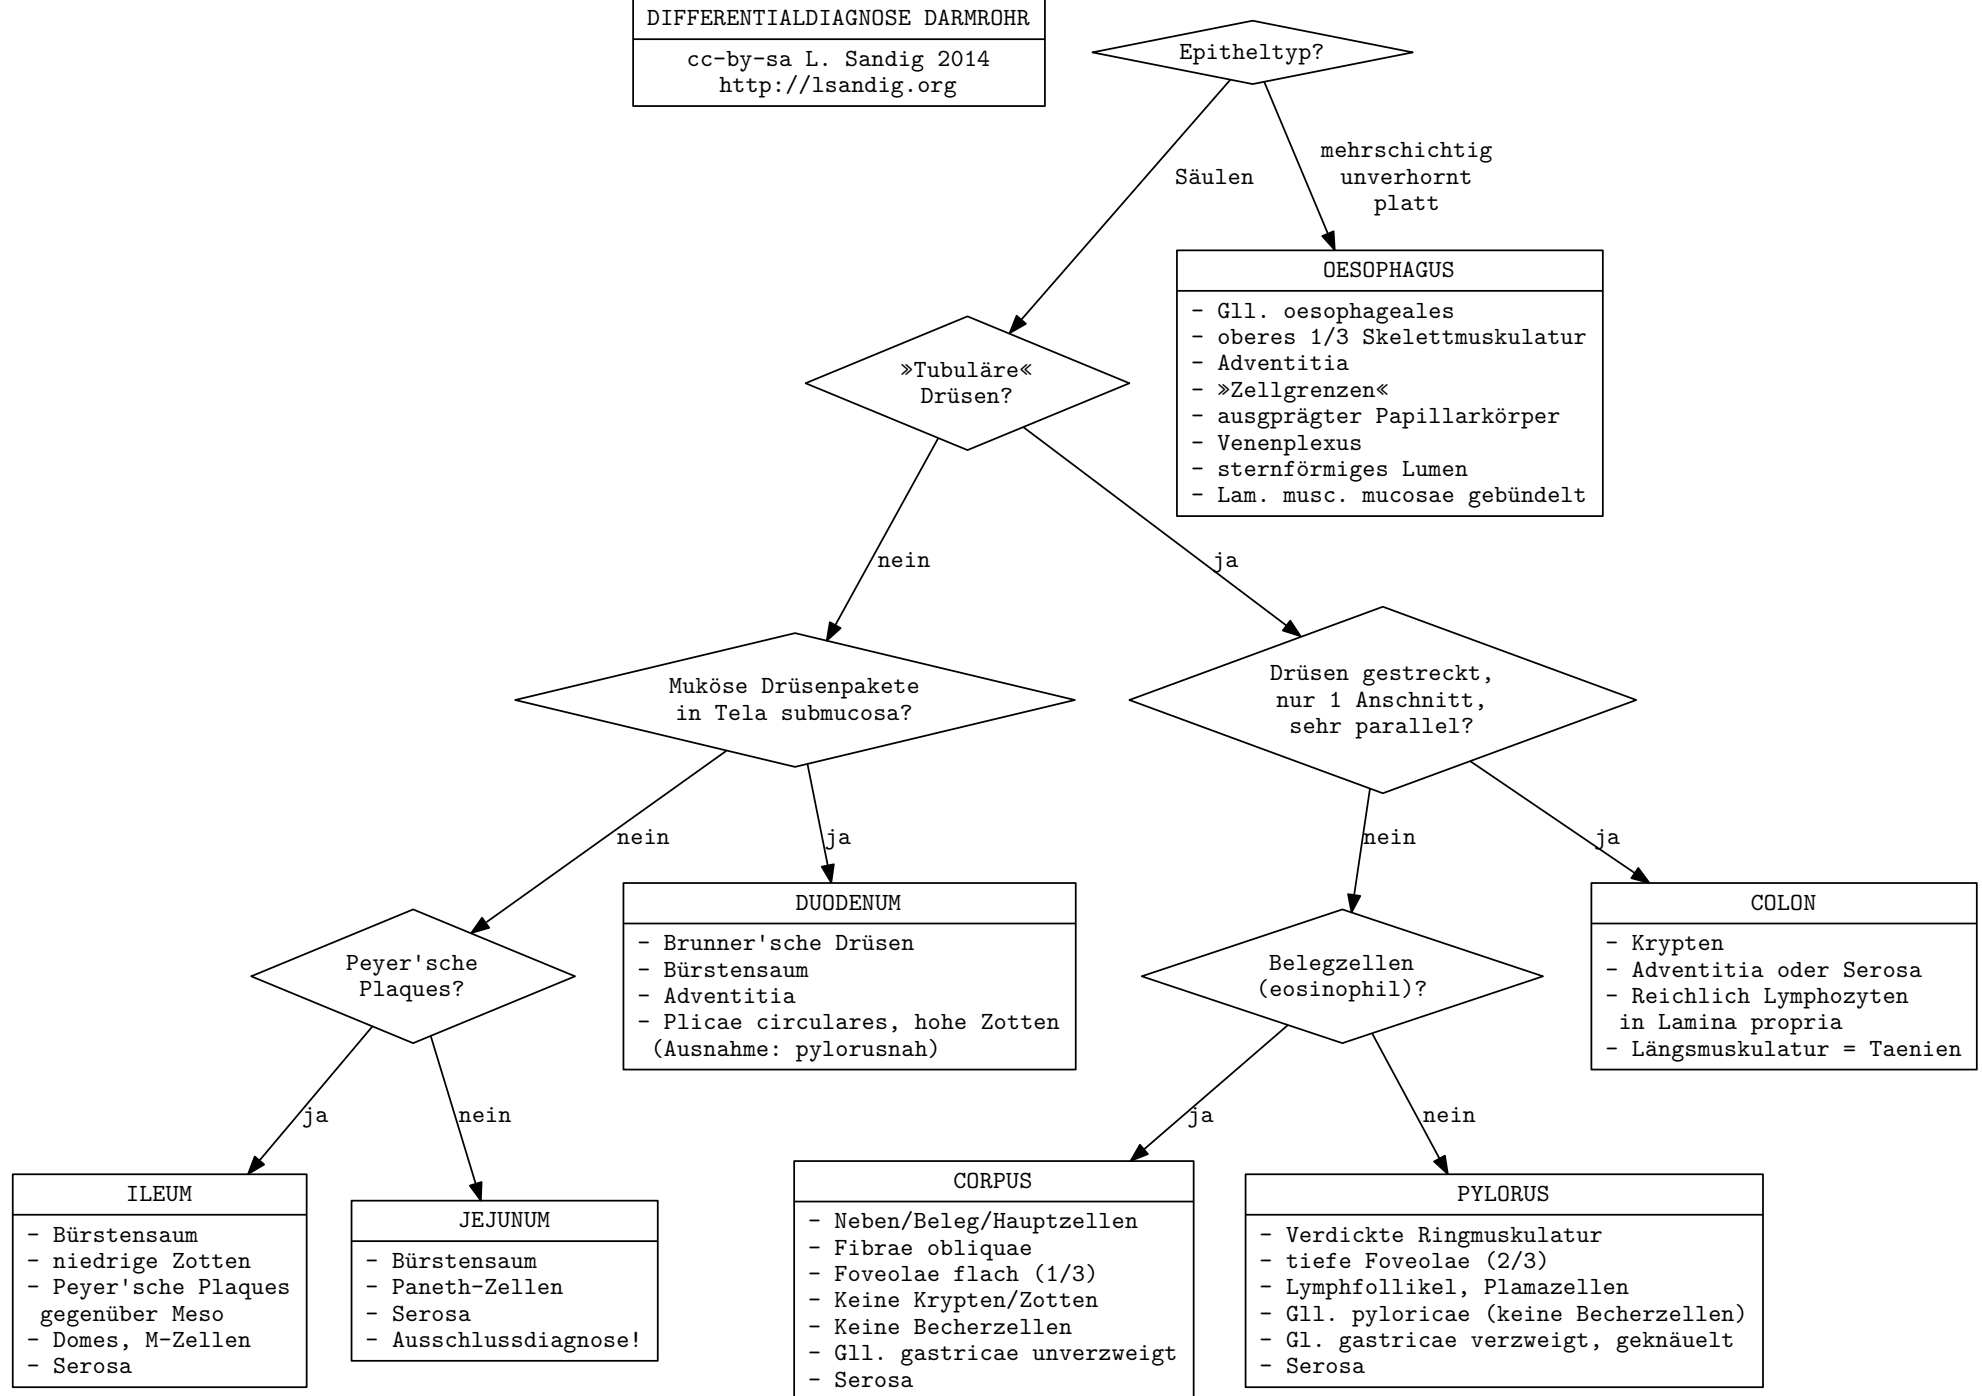 DIFFERENTIALDIAGNOSE DARMROHR
cc-by-sa L. Sandig 2014
http://lsandig.org
Epitheltyp?
Säulen
mehrschichtig
unverhornt
platt
OESOPHAGUS
- Gll. oesophageales
- oberes 1/3 Skelettmuskulatur
- Adventitia
- »Zellgrenzen«
- ausgprägter Papillarkörper
- Venenplexus
- sternförmiges Lumen
- Lam. musc. mucosae gebündelt
»Tubuläre«
Drüsen?
nein
ja
Muköse Drüsenpakete
in Tela submucosa?
Drüsen gestreckt,
nur 1 Anschnitt,
sehr parallel?
nein
ja
nein
ja
Peyer'sche
Plaques?
DUODENUM
- Brunner'sche Drüsen
- Bürstensaum
- Adventitia
- Plicae circulares, hohe Zotten
(Ausnahme: pylorusnah)
Belegzellen
(eosinophil)?
COLON
- Krypten
- Adventitia oder Serosa
- Reichlich Lymphozyten
in Lamina propria
- Längsmuskulatur = Taenien
ja
nein
ja
nein
ILEUM
- Bürstensaum
- niedrige Zotten
- Peyer'sche Plaques
gegenüber Meso
- Domes, M-Zellen
- Serosa
JEJUNUM
- Bürstensaum
- Paneth-Zellen
- Serosa
- Ausschlussdiagnose!
CORPUS
- Neben/Beleg/Hauptzellen
- Fibrae obliquae
- Foveolae flach (1/3)
- Keine Krypten/Zotten
- Keine Becherzellen
- Gll. gastricae unverzweigt
- Serosa
PYLORUS
- Verdickte Ringmuskulatur
- tiefe Foveolae (2/3)
- Lymphfollikel, Plamazellen
- Gll. pyloricae (keine Becherzellen)
- Gl. gastricae verzweigt, geknäuelt
- Serosa